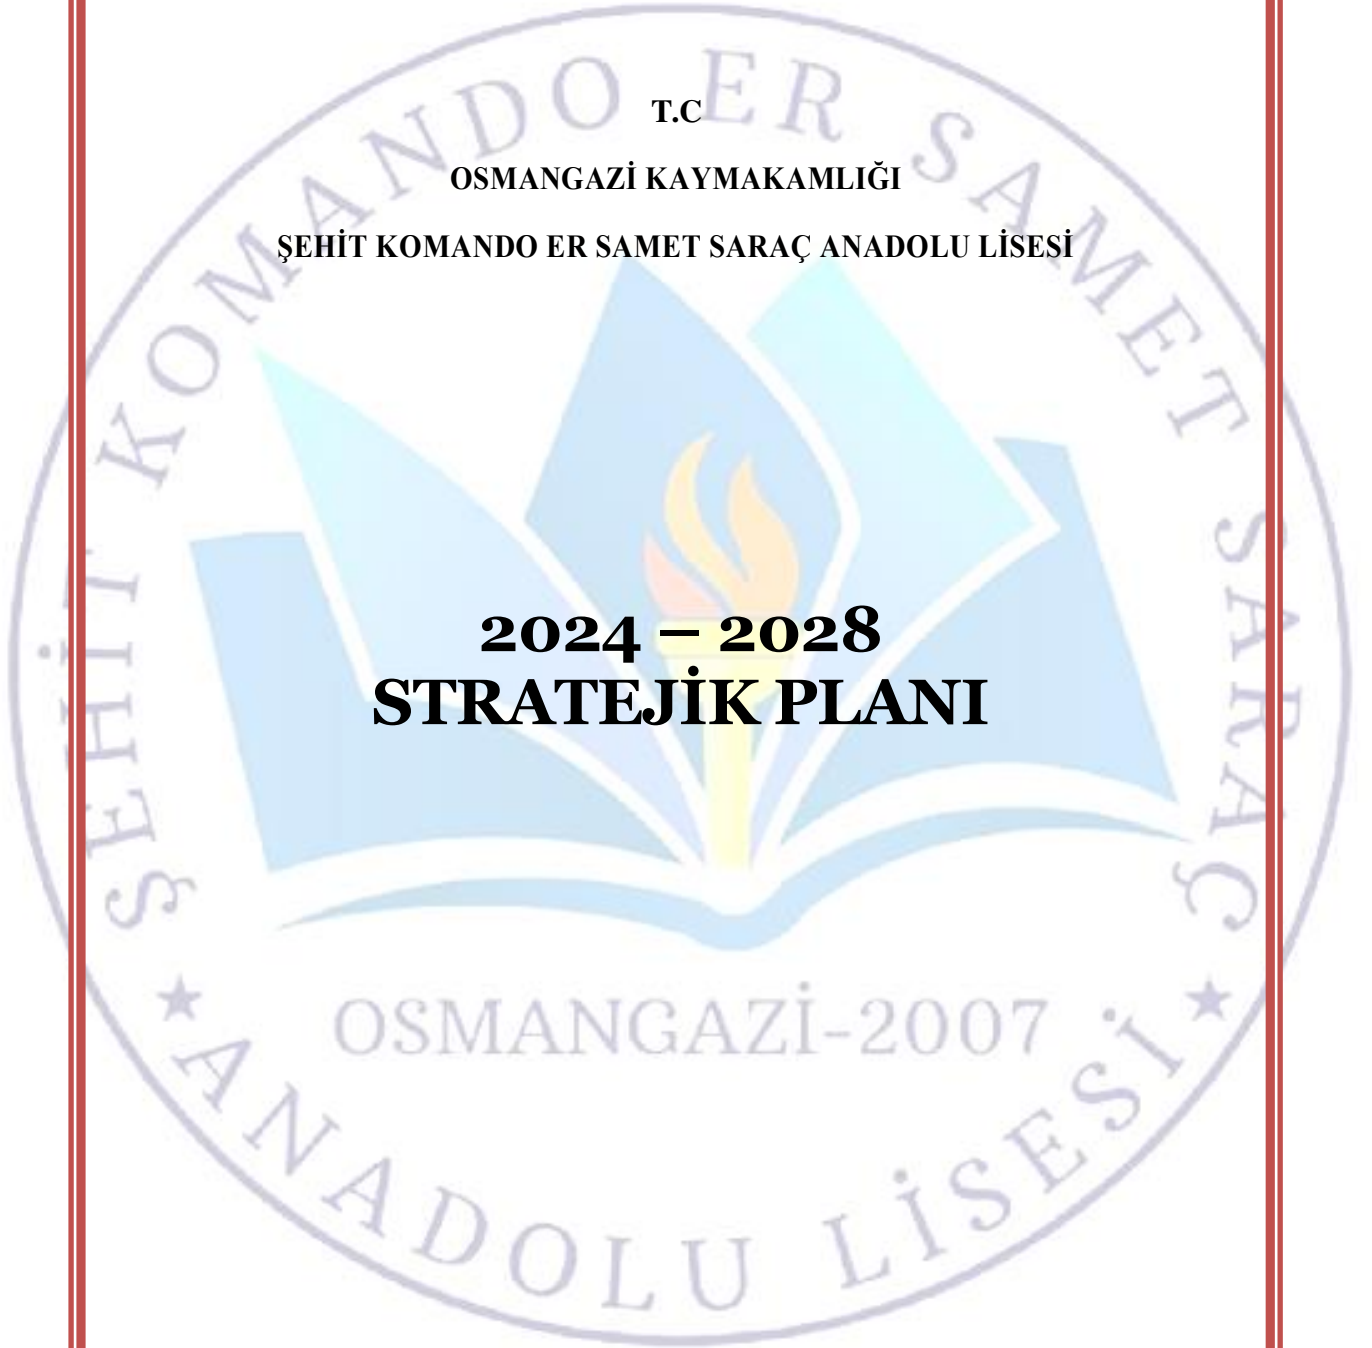 T.C
OSMANGAZİ KAYMAKAMLIĞI
ŞEHİT KOMANDO ER SAMET SARAÇ ANADOLU LİSESİ
2024 – 2028
STRATEJİK PLANI
ŞEHİT KOMANDO ER SAMET SARAÇ
OSMANGAZİ-2007
ANADOLU LİSESİ